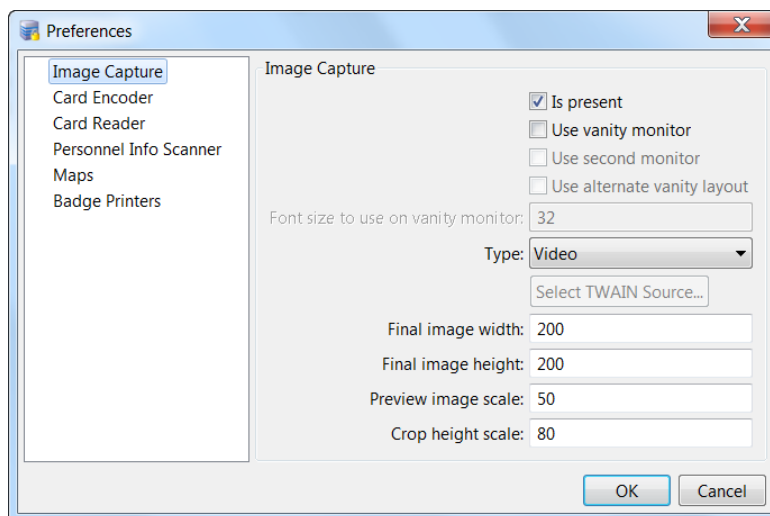 Preferences
Image Capture
Card Encoder
Card Reader
Personnel Info Scanner
Maps
Badge Printers
Image Capture
Is present
Use vanity monitor
Use second monitor
Use alternate vanity layout
Font size to use on vanity monitor: 32
Type: Video
Select TWAIN Source...
Final image width: 200
Final image height: 200
Preview image scale: 50
Crop height scale: 80
OK Cancel